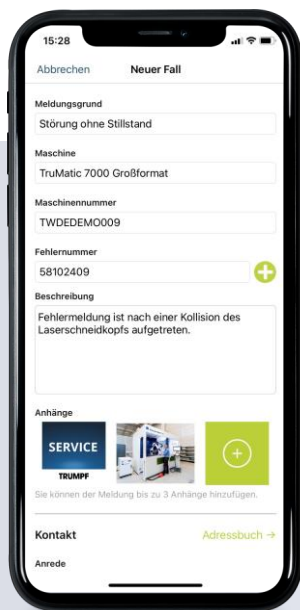 15:28
Abbrechen Neuer Fall
Meldungsgrund
Störung ohne Stillstand
Maschine
TruMatic 7000 Großformat
Maschinennummer
TWDEDEMO009
Fehlernummer
58102409
Beschreibung
Fehlermeldung ist nach einer Kollision des
Laserschneidkopfs aufgetreten.
Anhänge
SERVICE
TRUMPF
Sie können der Meldung bis zu 3 Anhänge hinzufügen.
Kontakt Adressbuch →
Anrede